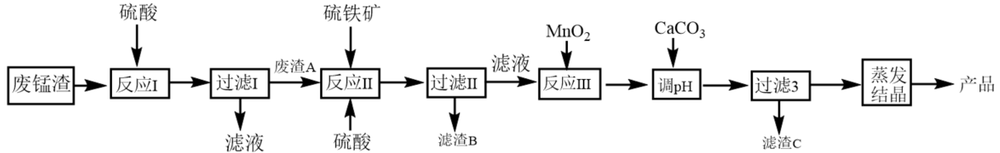 硫酸
硫铁矿
MnO₂
CaCO₃
废锰渣
反应I
过滤I
废渣A
反应II
过滤II
滤液
反应III
调pH
过滤3
蒸发
结晶
产品
滤液
硫酸
滤渣B
滤渣C